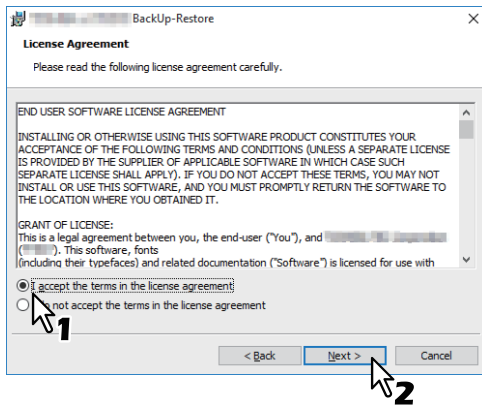 BackUp-Restore
License Agreement
Please read the following license agreement carefully.
END USER SOFTWARE LICENSE AGREEMENT
INSTALLING OR OTHERWISE USING THIS SOFTWARE PRODUCT CONSTITUTES YOUR
ACCEPTANCE OF THE FOLLOWING TERMS AND CONDITIONS (UNLESS A SEPARATE LICENSE
IS PROVIDED BY THE SUPPLIER OF APPLICABLE SOFTWARE IN WHICH CASE SUCH
SEPARATE LICENSE SHALL APPLY). IF YOU DO NOT ACCEPT THESE TERMS, YOU MAY NOT
INSTALL OR USE THIS SOFTWARE, AND YOU MUST PROMPTLY RETURN THE SOFTWARE TO
THE LOCATION WHERE YOU OBTAINED IT.
GRANT OF LICENSE:
This is a legal agreement between you, the end-user ("You"), and
( ). This software, fonts
(including their typefaces) and related documentation ("Software") is licensed for use with
I accept the terms in the license agreement
not accept the terms in the license agreement
1
< Back Next > Cancel
2